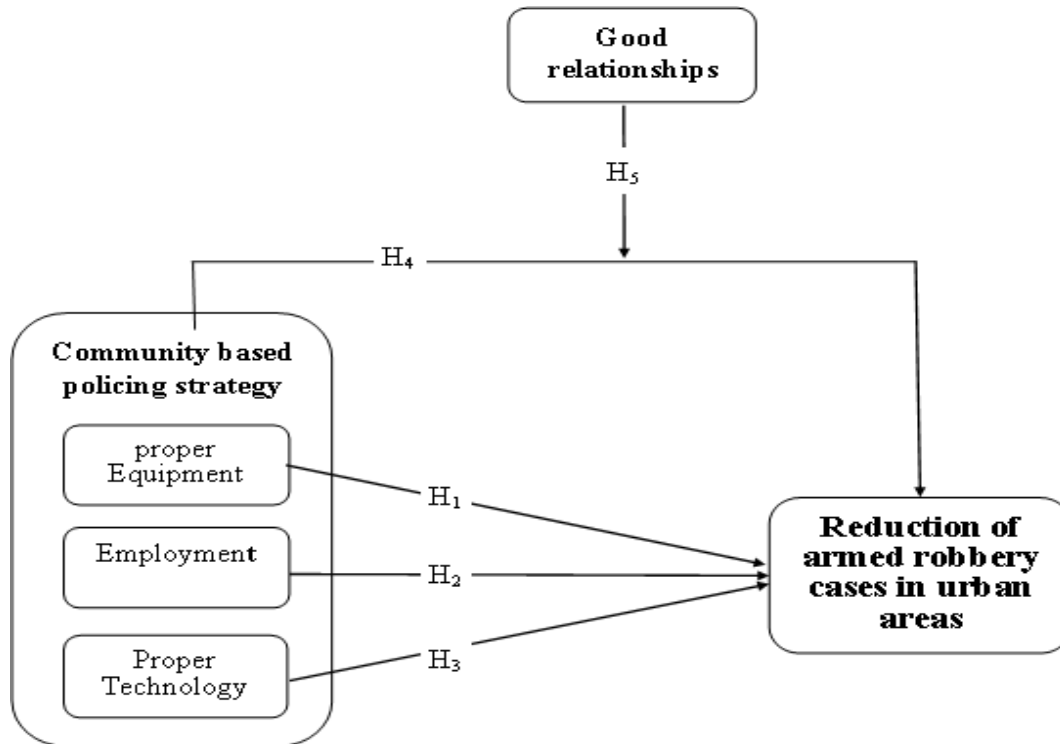 Good
relationships
H₅
H₄
Community based
policing strategy
proper
Equipment
H₁
Employment
H₂
Proper
Technology
H₃
Reduction of
armed robbery
cases in urban
areas